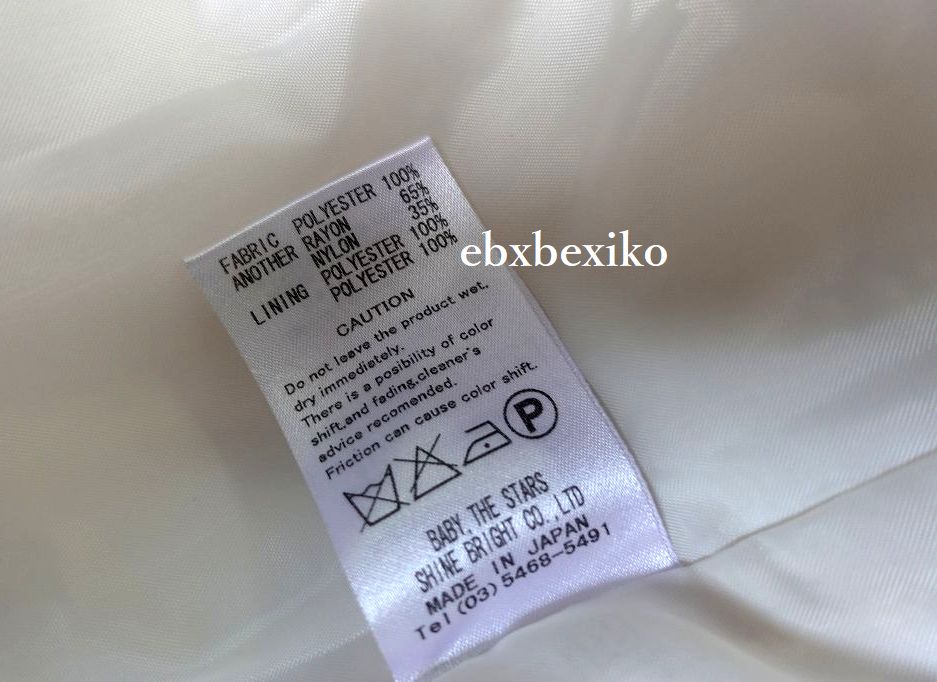 FABRIC POLYESTER 100%
ANOTHER RAYON 65%
NYLON 35%
POLYESTER 100%
LINING POLYESTER 100%
CAUTION
Do not leave the product wet.
dry immedietely.
There is a posibility of color
shift.and fading.cleaner's
advice recomended.
Friction can cause color shift.
P
BABY, THE STARS
SHINE BRIGHT CO.,LTD
MADE IN JAPAN
Tel (03) 5468-5491
ebxbexiko